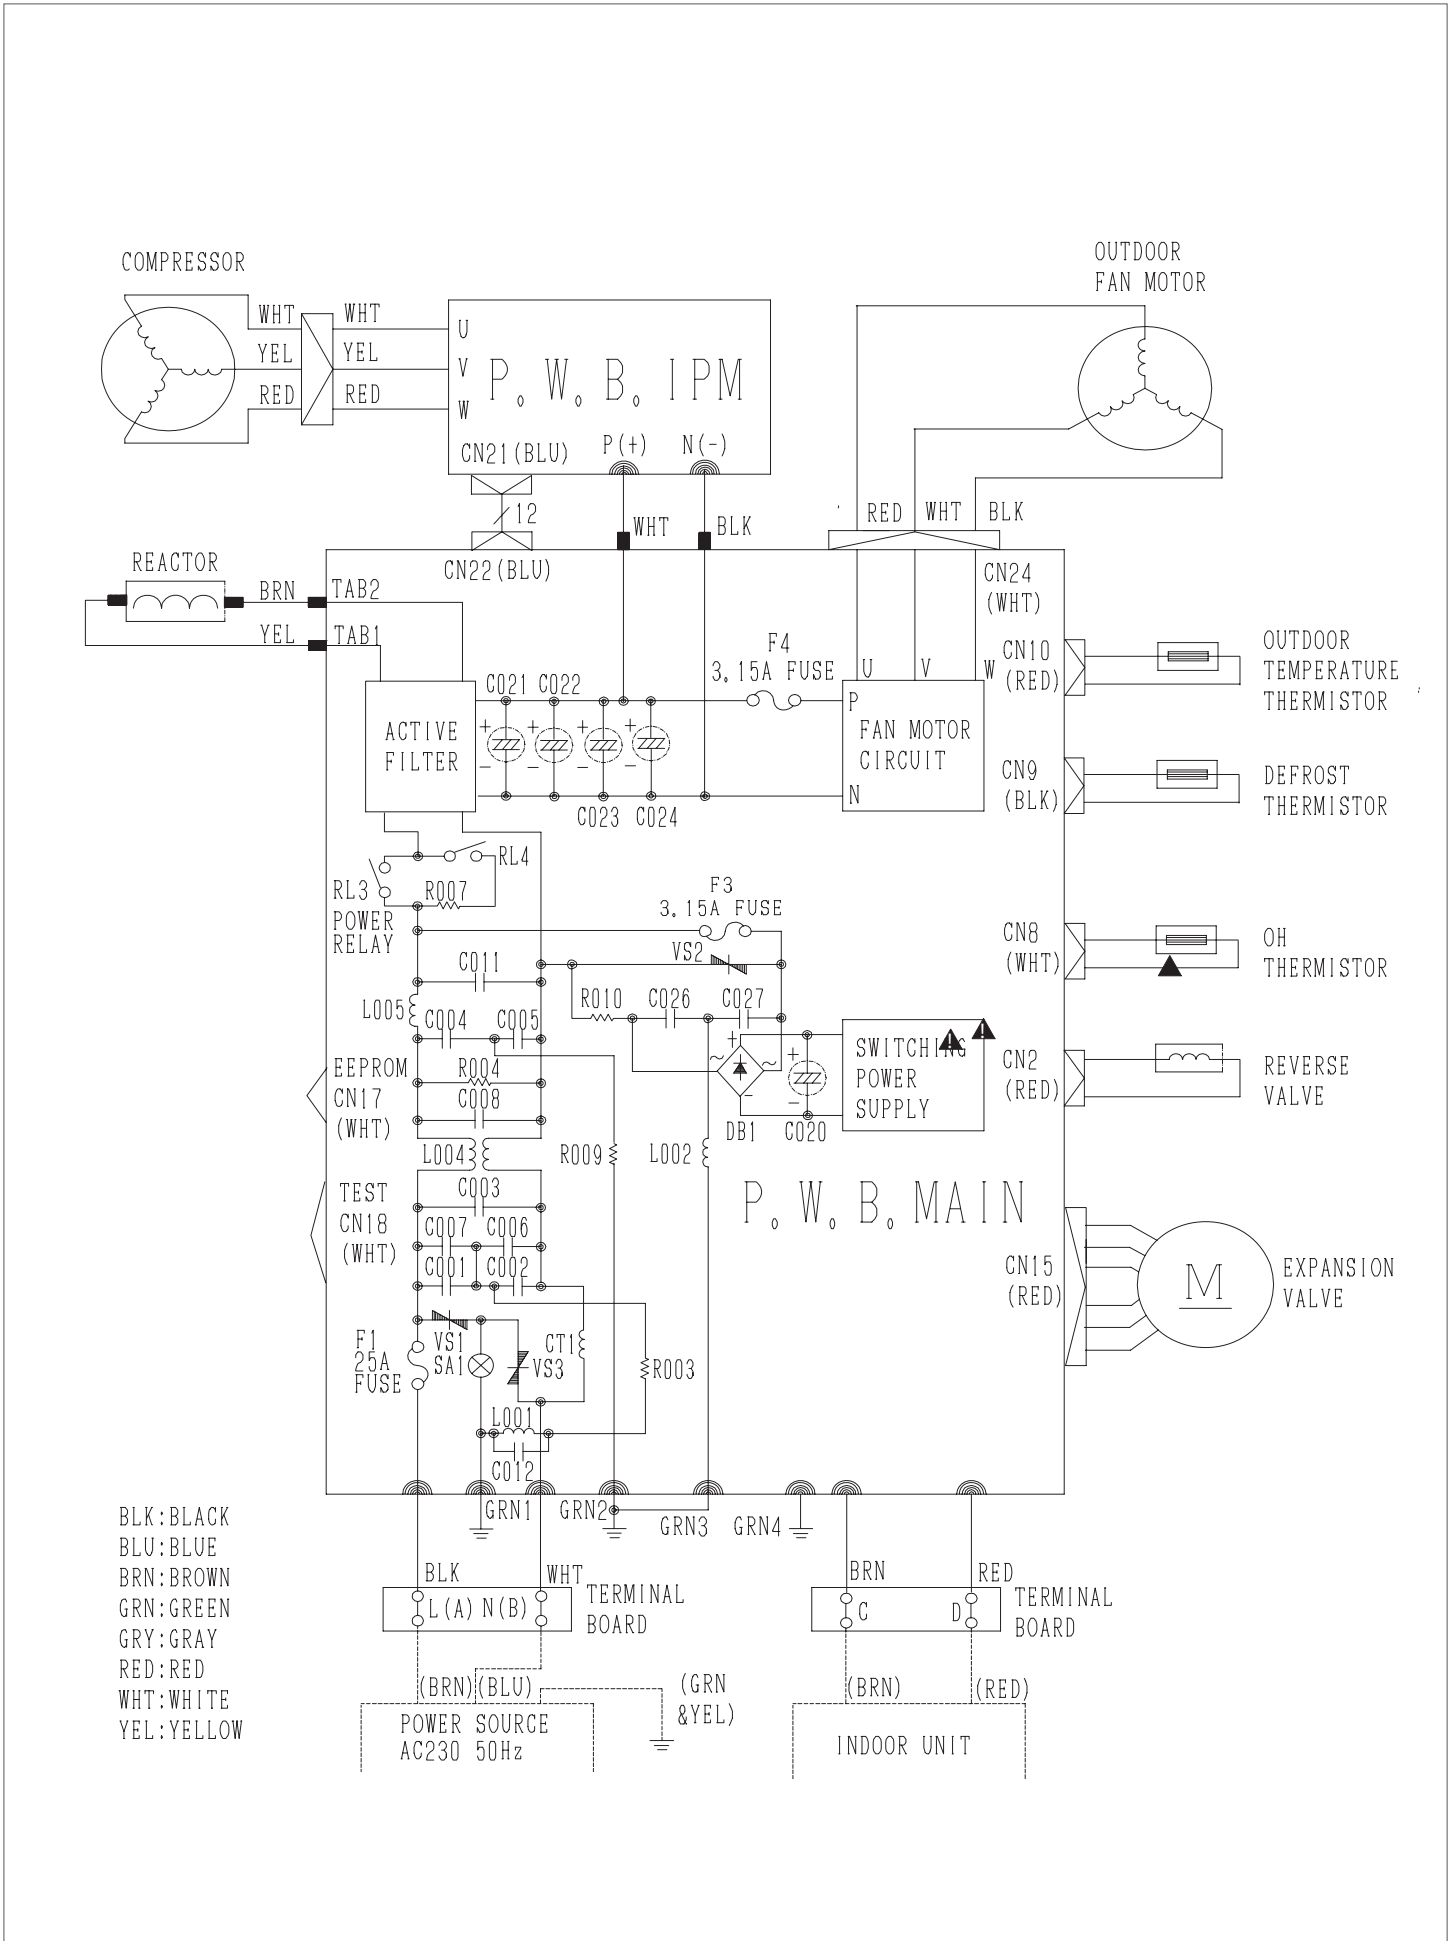 COMPRESSOR
OUTDOOR
FAN MOTOR
WHT
WHT
YEL
YEL
RED
RED
U
V
W
P. W. B. IPM
CN21(BLU)
P(+)
N(-)
12
WHT
BLK
RED
WHT
BLK
CN22(BLU)
REACTOR
BRN
TAB2
YEL
TAB1
CN24
(WHT)
F4
3.15A FUSE
U
V
W
CN10
(RED)
OUTDOOR
TEMPERATURE
THERMISTOR
C021
C022
+
+
+
+
-
-
-
-
C023
C024
ACTIVE
FILTER
P
FAN MOTOR
CIRCUIT
N
CN9
(BLK)
DEFROST
THERMISTOR
RL4
RL3
POWER
RELAY
R007
F3
3.15A FUSE
VS2
CN8
(WHT)
OH
THERMISTOR
C011
L005
R010
C026
C027
C004
C005
+
~
~
-
DB1
+
-
C020
SWITCHING
POWER
SUPPLY
!
!
CN2
(RED)
REVERSE
VALVE
EEPROM
CN17
(WHT)
R004
C008
L004
R009
L002
C003
TEST
CN18
(WHT)
C007
C006
C001
C002
P. W. B. MAIN
CN15
(RED)
M
EXPANSION
VALVE
F1
25A
FUSE
VS1
SA1
VS3
CT1
R003
L001
C012
GRN1
GRN2
GRN3
GRN4
BLK
WHT
L(A)
N(B)
TERMINAL
BOARD
BRN
RED
C
D
TERMINAL
BOARD
(BRN)
(BLU)
(GRN
&YEL)
(BRN)
(RED)
POWER SOURCE
AC230 50Hz
INDOOR UNIT
BLK:BLACK
BLU:BLUE
BRN:BROWN
GRN:GREEN
GRY:GRAY
RED:RED
WHT:WHITE
YEL:YELLOW